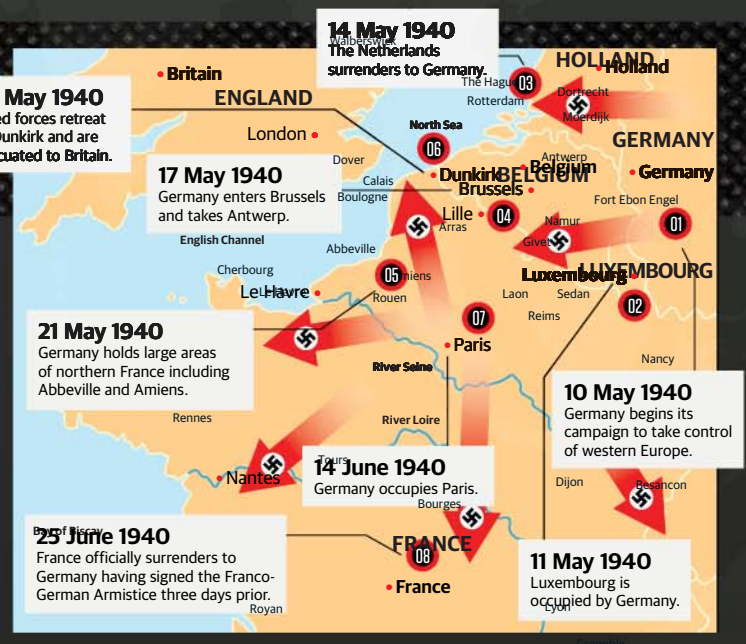 14 May 1940
Walberswick
The Netherlands
surrenders to Germany.
HOLLAND
Holland
The Hague
03
Rotterdam
Dortrecht
Moerdijk
Britain
ENGLAND
London
May 1940
ed forces retreat
Dunkirk and are
cuated to Britain.
North Sea
06
GERMANY
Germany
Dover
Calais
Boulogne
Dunkirk
Antwerp
Belgium
BELGIUM
Brussels
17 May 1940
Germany enters Brussels
and takes Antwerp.
Fort Ebon Engel
01
Lille
04
Arras
Namur
Givet
English Channel
Abbeville
Cherbourg
Le Havre
05
Amiens
Rouen
Luxembourg
LUXEMBOURG
02
Laon
Sedan
Reims
07
Paris
21 May 1940
Germany holds large areas
of northern France including
Abbeville and Amiens.
River Seine
Nancy
10 May 1940
Germany begins its
campaign to take control
of western Europe.
Rennes
River Loire
Tours
14 June 1940
Germany occupies Paris.
Nantes
Bourges
Dijon
Besancon
Bay of Biscay
25 June 1940
France officially surrenders to
Germany having signed the Franco-
German Armistice three days prior.
FRANCE
08
France
Royan
11 May 1940
Luxembourg is
occupied by Germany.
Lyon
Grenoble